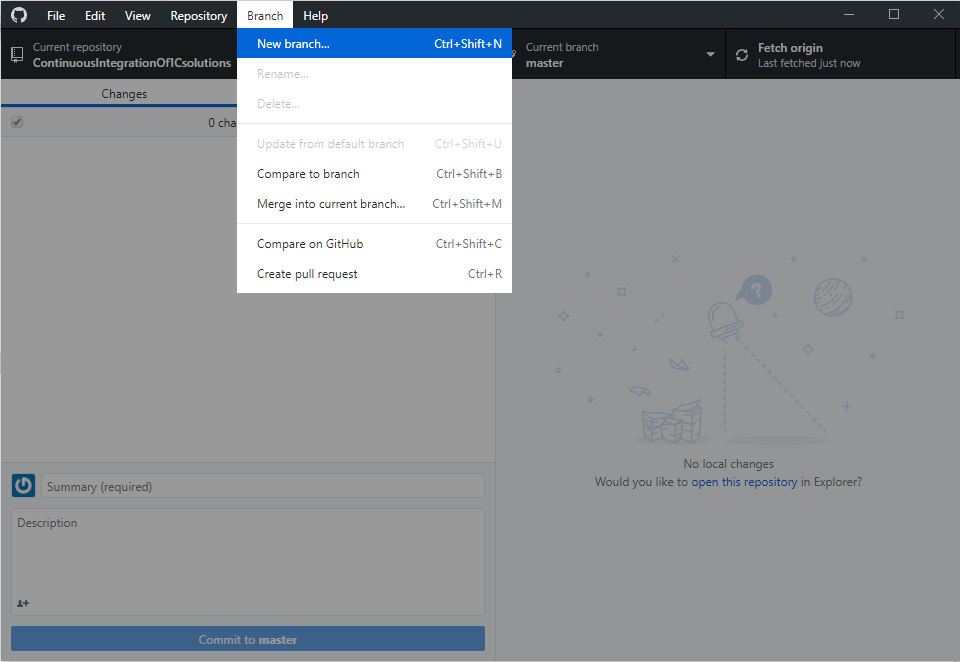 File Edit View Repository Branch Help
Current repository
ContinuousIntegrationOfICsolutions
Current branch
master
Fetch origin
Last fetched just now
New branch... Ctrl+Shift+N
Rename...
Delete...
Update from default branch Ctrl+Shift+U
Compare to branch Ctrl+Shift+B
Merge into current branch... Ctrl+Shift+M
Compare on GitHub Ctrl+Shift+C
Create pull request Ctrl+R
Changes
0 cha
?
No local changes
Would you like to open this repository in Explorer?
Summary (required)
Description
Commit to master